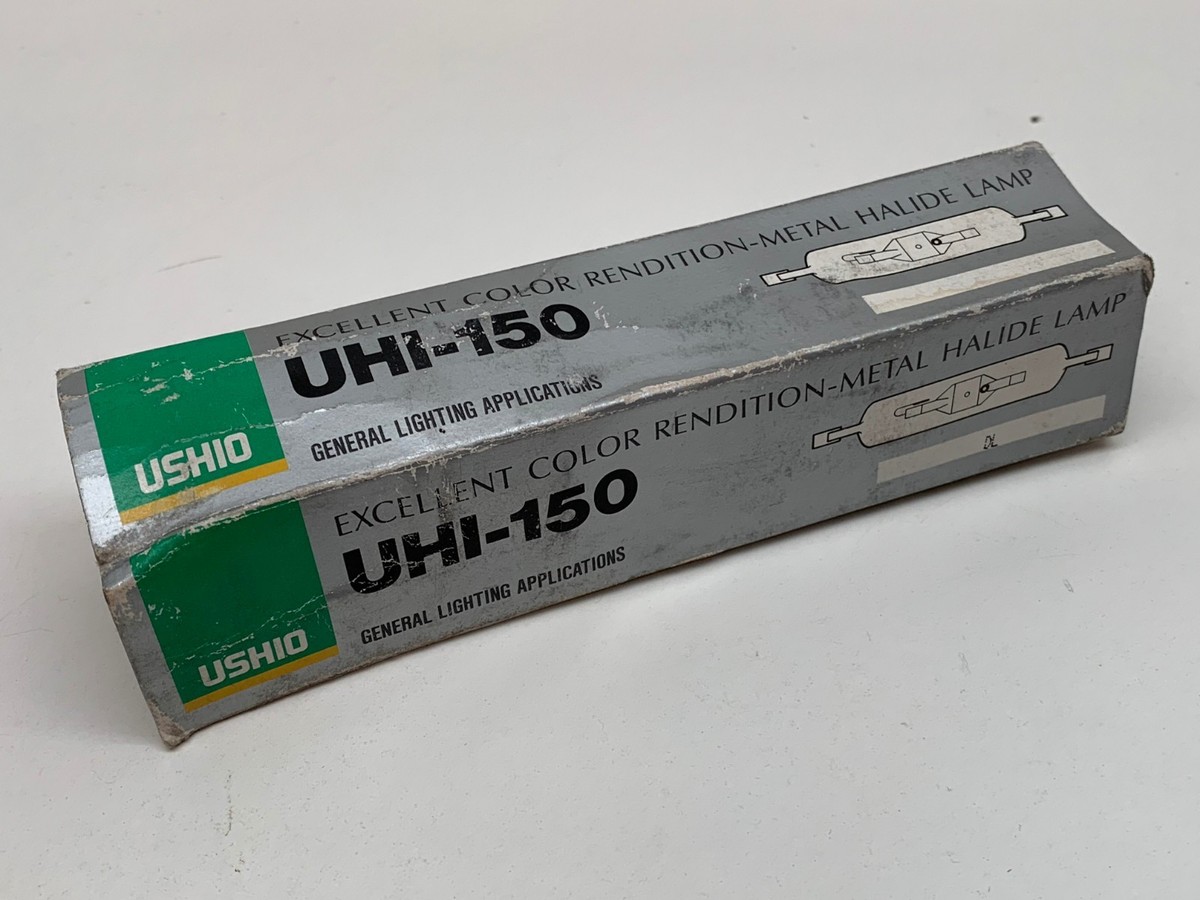 EXCELLENT COLOR RENDITION-METAL HALIDE LAMP
UHI-150
GENERAL LIGHTING APPLICATIONS
USHIO
EXCELLENT COLOR RENDITION-METAL HALIDE LAMP
UHI-150
DL
GENERAL LIGHTING APPLICATIONS
USHIO